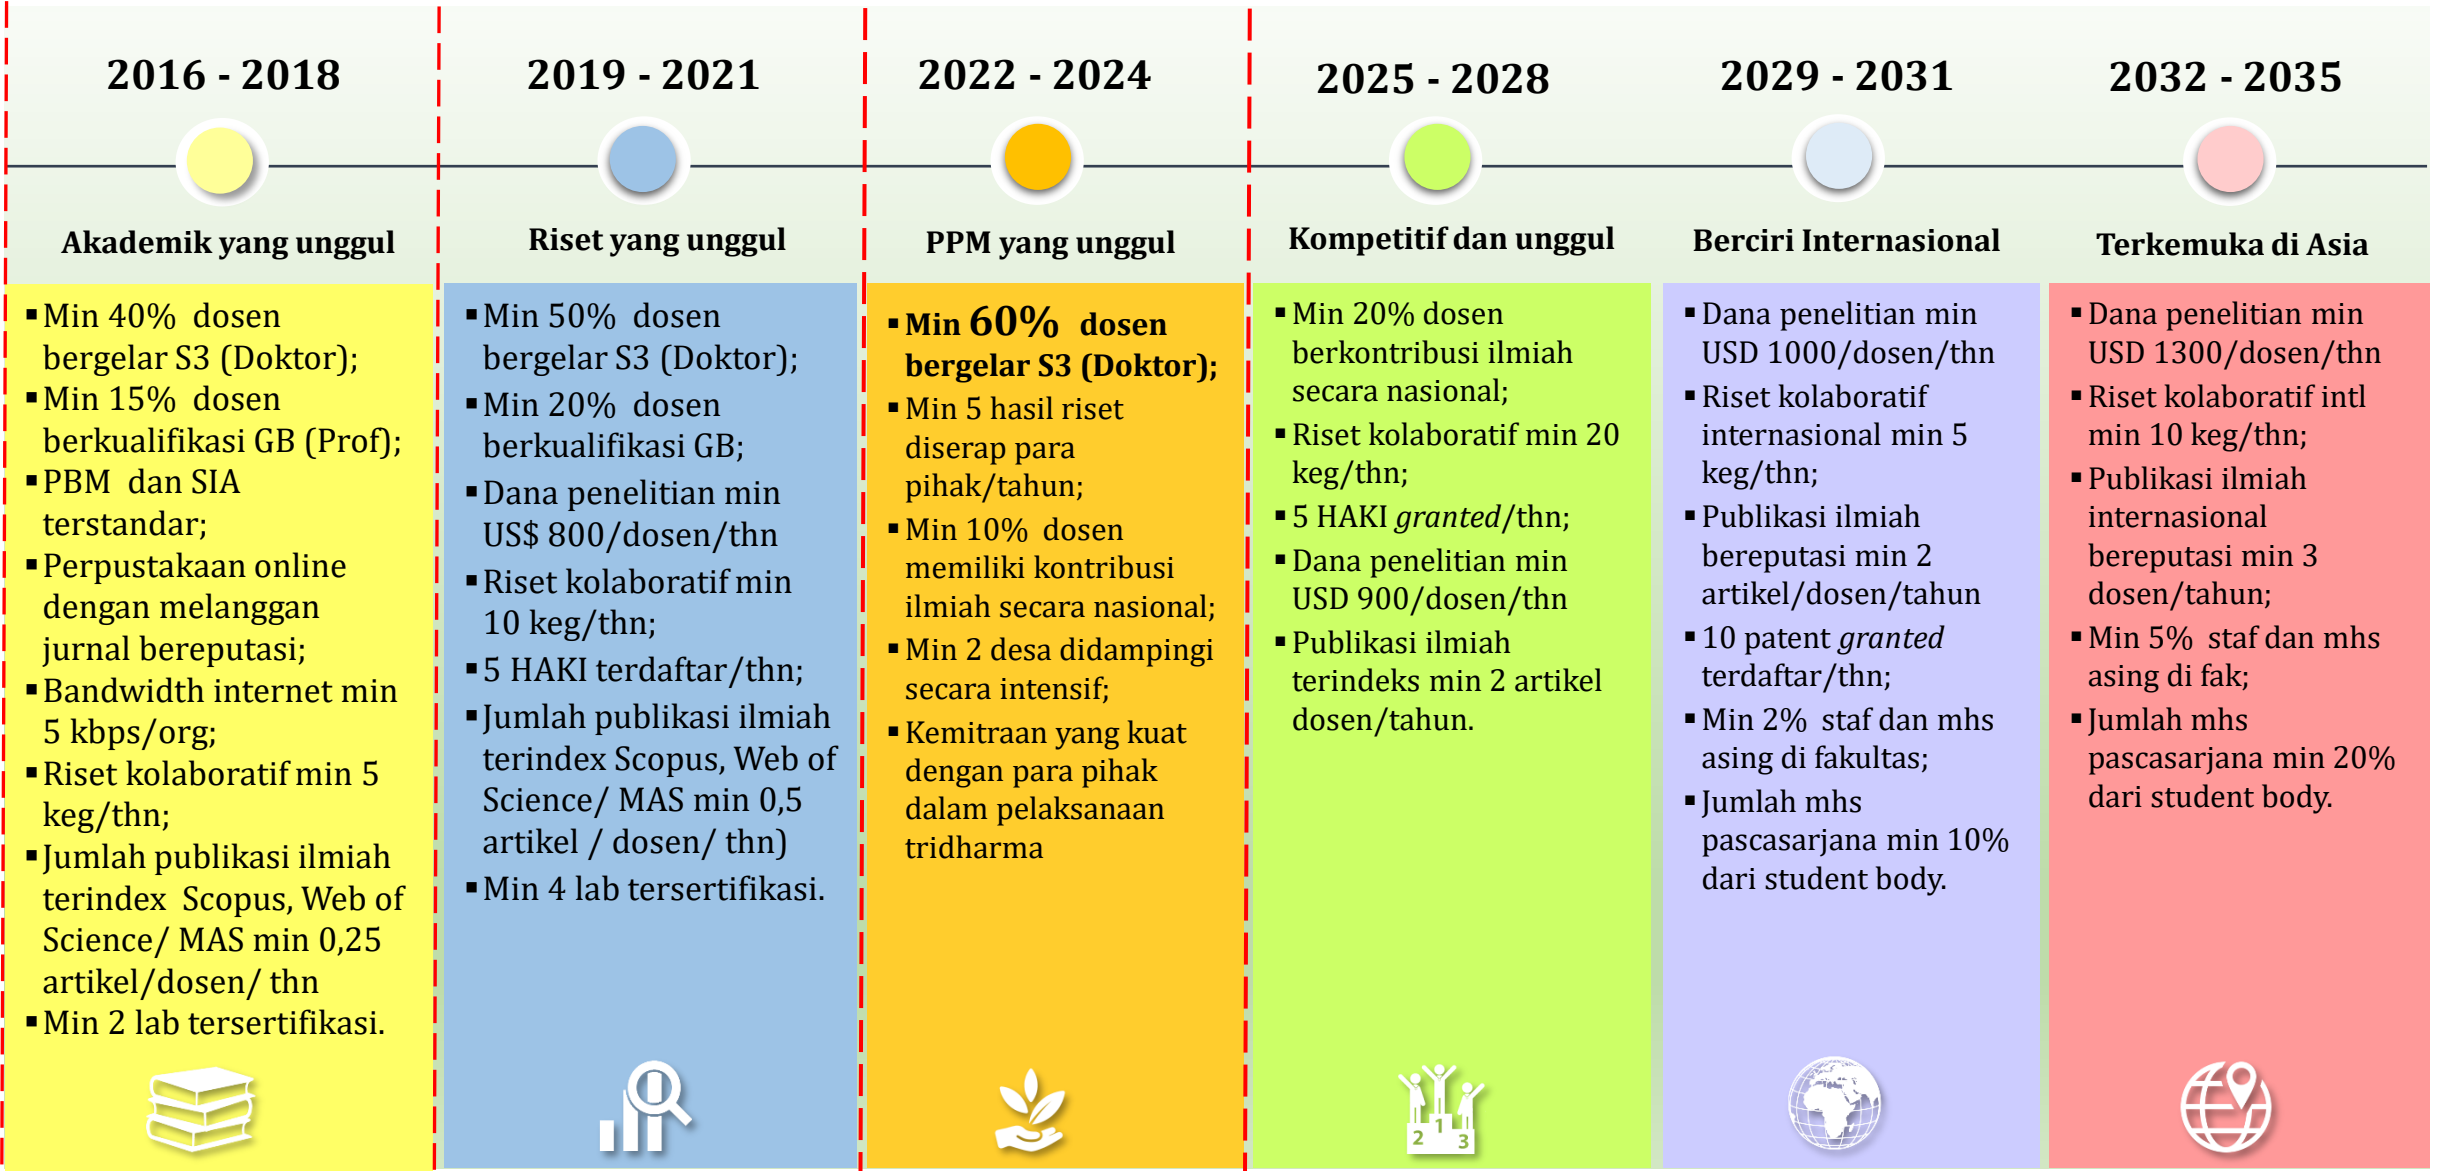 2016 - 2018
Akademik yang unggul
▪Min 40% dosen
bergelar S3 (Doktor);
▪Min 15% dosen
berkualifikasi GB (Prof);
▪PBM dan SIA
terstandar;
▪Perpustakaan online
dengan melanggan
jurnal bereputasi;
▪Bandwidth internet min
5 kbps/org;
▪Riset kolaboratif min 5
keg/thn;
▪Jumlah publikasi ilmiah
terindex Scopus, Web of
Science/ MAS min 0,25
artikel/dosen/ thn
▪Min 2 lab tersertifikasi.
2019 - 2021
Riset yang unggul
▪Min 50% dosen
bergelar S3 (Doktor);
▪Min 20% dosen
berkualifikasi GB;
▪Dana penelitian min
US$ 800/dosen/thn
▪Riset kolaboratif min
10 keg/thn;
▪5 HAKI terdaftar/thn;
▪Jumlah publikasi ilmiah
terindex Scopus, Web of
Science/ MAS min 0,5
artikel / dosen/ thn)
▪Min 4 lab tersertifikasi.
2022 - 2024
PPM yang unggul
▪Min 60% dosen
bergelar S3 (Doktor);
▪Min 5 hasil riset
diserap para
pihak/tahun;
▪Min 10% dosen
memiliki kontribusi
ilmiah secara nasional;
▪Min 2 desa didampingi
secara intensif;
▪Kemitraan yang kuat
dengan para pihak
dalam pelaksanaan
tridharma
2025 - 2028
Kompetitif dan unggul
▪Min 20% dosen
berkontribusi ilmiah
secara nasional;
▪Riset kolaboratif min 20
keg/thn;
▪5 HAKI granted/thn;
▪Dana penelitian min
USD 900/dosen/thn
▪Publikasi ilmiah
terindeks min 2 artikel
dosen/tahun.
2 1 3
2029 - 2031
Berciri Internasional
▪Dana penelitian min
USD 1000/dosen/thn
▪Riset kolaboratif
internasional min 5
keg/thn;
▪Publikasi ilmiah
bereputasi min 2
artikel/dosen/tahun
▪10 patent granted
terdaftar/thn;
▪Min 2% staf dan mhs
asing di fakultas;
▪Jumlah mhs
pascasarjana min 10%
dari student body.
2032 - 2035
Terkemuka di Asia
▪Dana penelitian min
USD 1300/dosen/thn
▪Riset kolaboratif intl
min 10 keg/thn;
▪Publikasi ilmiah
internasional
bereputasi min 3
dosen/tahun;
▪Min 5% staf dan mhs
asing di fak;
▪Jumlah mhs
pascasarjana min 20%
dari student body.